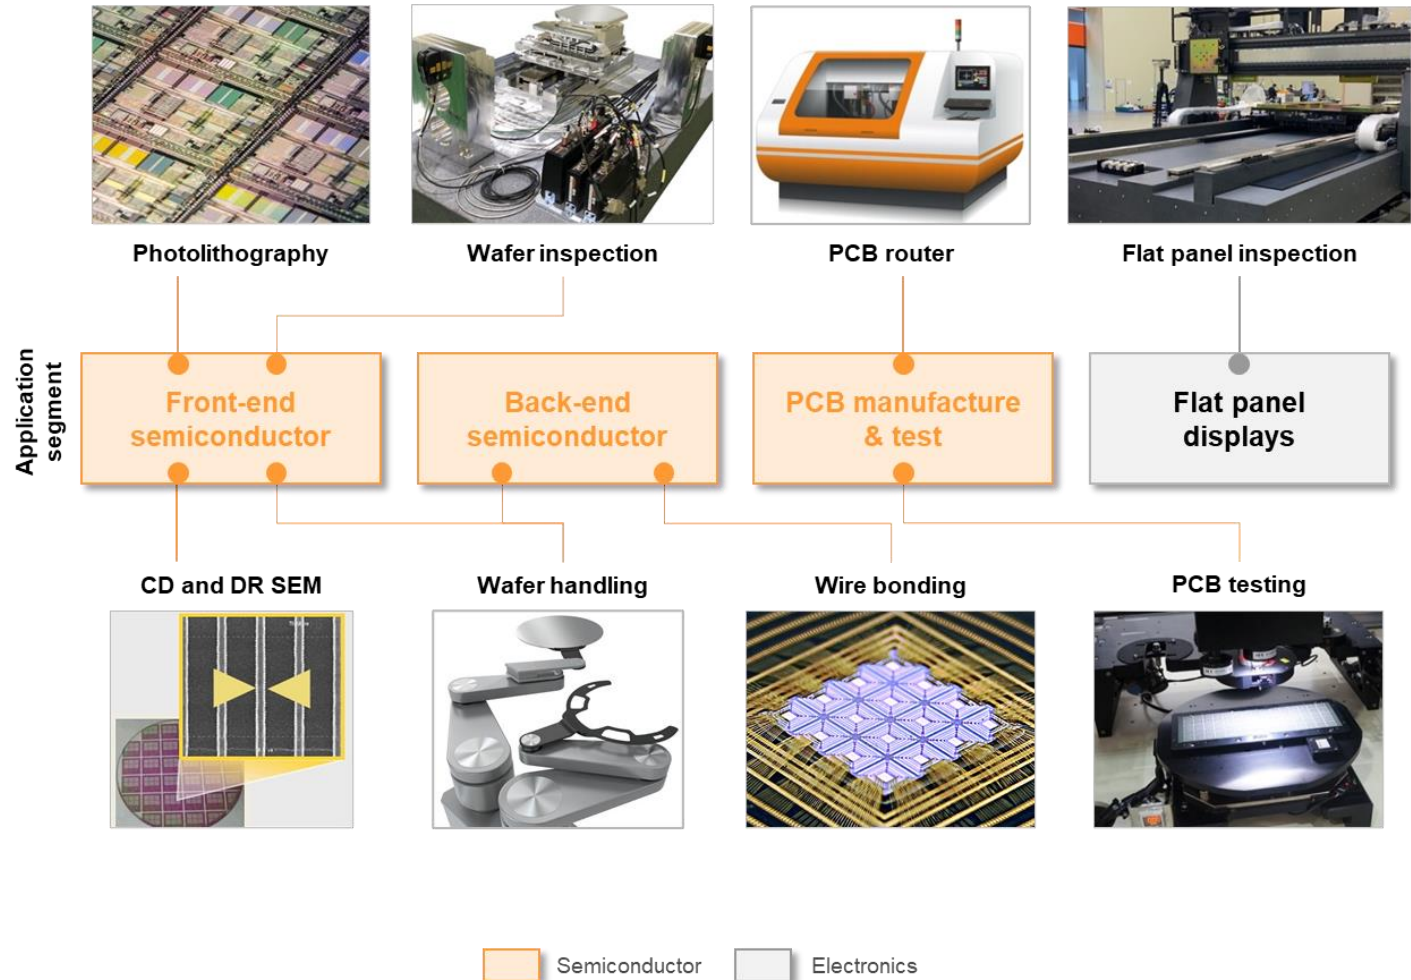 Photolithography
Wafer inspection
PCB router
Flat panel inspection
Application
segment
Front-end
semiconductor
Back-end
semiconductor
PCB manufacture
& test
Flat panel
displays
CD and DR SEM
Wafer handling
Wire bonding
PCB testing
Semiconductor
Electronics